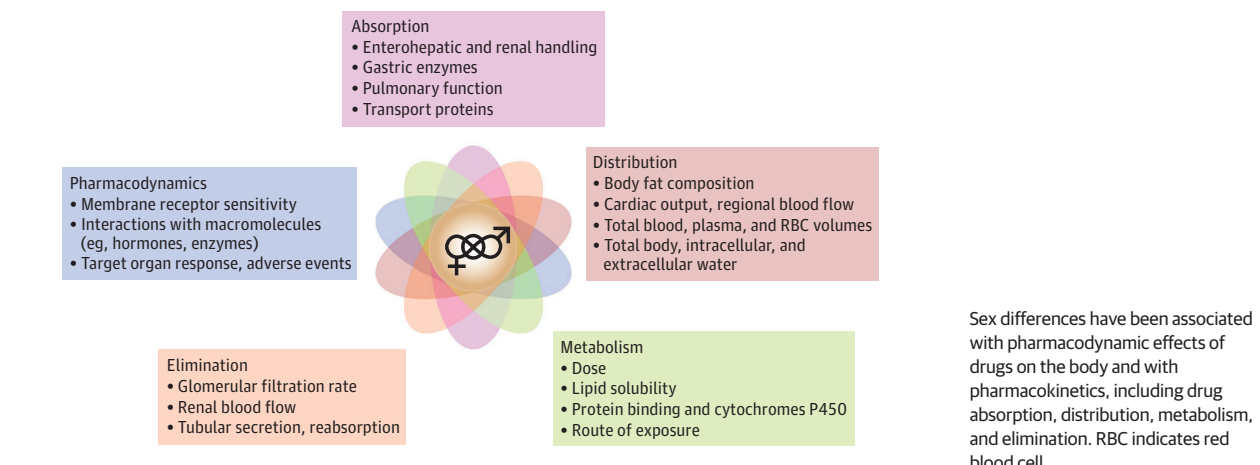 Absorption
• Enterohepatic and renal handling
• Gastric enzymes
• Pulmonary function
• Transport proteins
Pharmacodynamics
• Membrane receptor sensitivity
• Interactions with macromolecules
(eg, hormones, enzymes)
• Target organ response, adverse events
Distribution
• Body fat composition
• Cardiac output, regional blood flow
• Total blood, plasma, and RBC volumes
• Total body, intracellular, and
extracellular water
Elimination
• Glomerular filtration rate
• Renal blood flow
• Tubular secretion, reabsorption
Metabolism
• Dose
• Lipid solubility
• Protein binding and cytochromes P450
• Route of exposure
Sex differences have been associated
with pharmacodynamic effects of
drugs on the body and with
pharmacokinetics, including drug
absorption, distribution, metabolism,
and elimination. RBC indicates red
blood cell